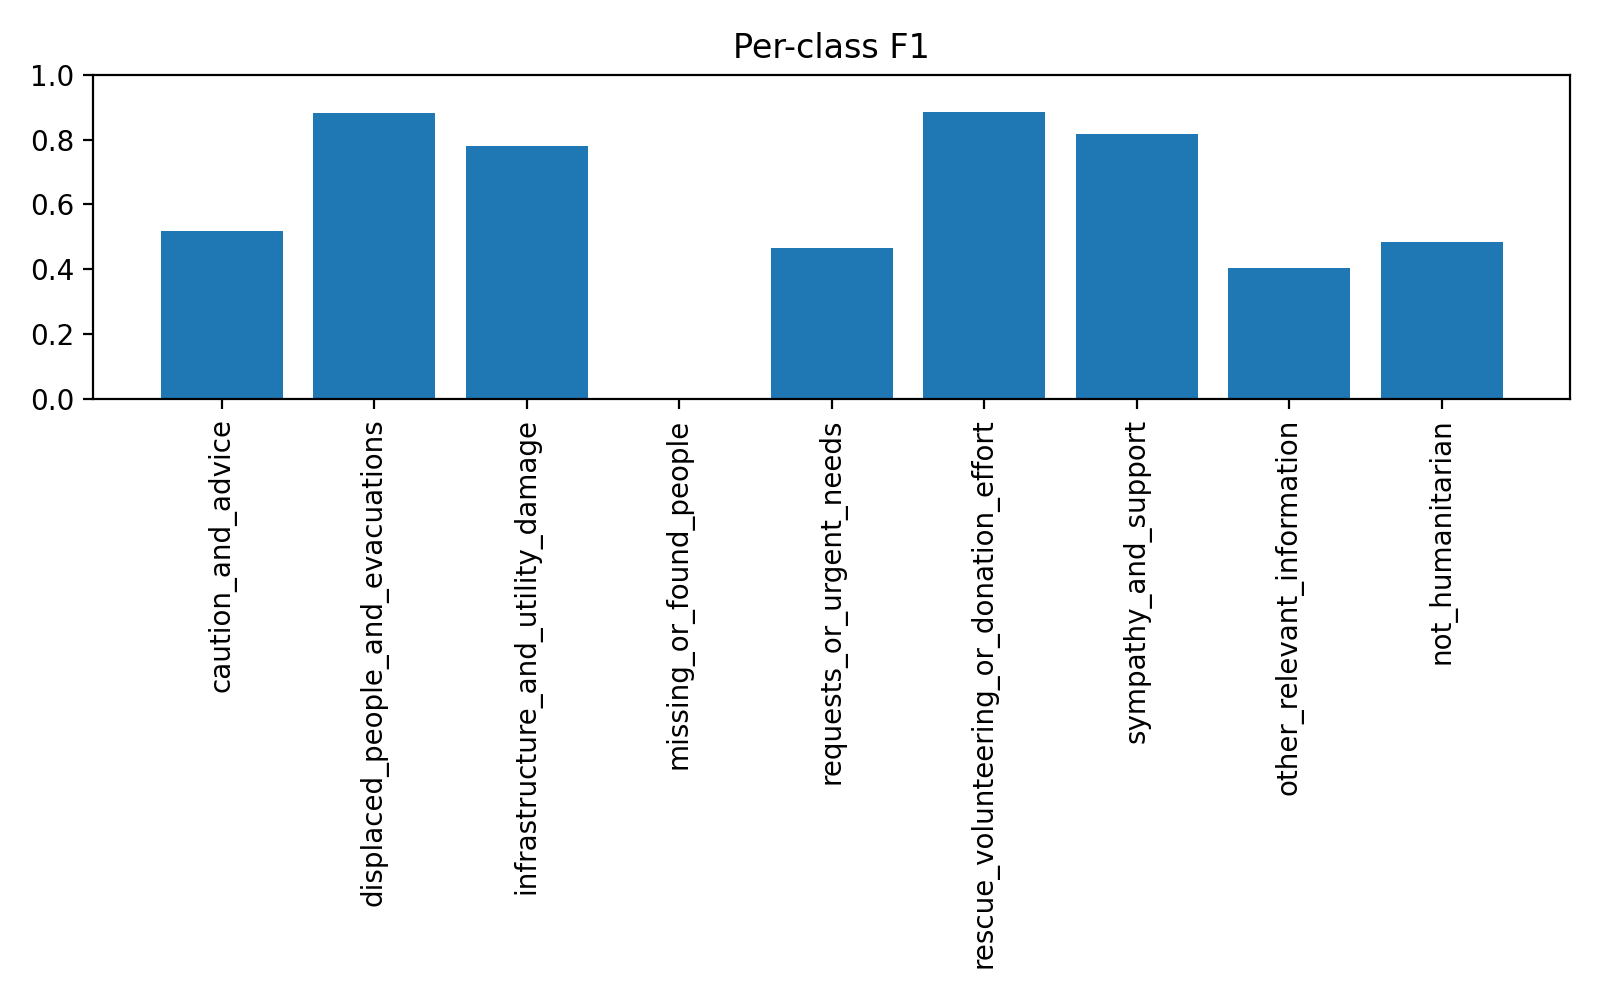 Per-class F1
1.0
0.8
0.6
0.4
0.2
0.0
caution_and_advice
displaced_people_and_evacuations
infrastructure_and_utility_damage
missing_or_found_people
requests_or_urgent_needs
rescue_volunteering_or_donation_effort
sympathy_and_support
other_relevant_information
not_humanitarian